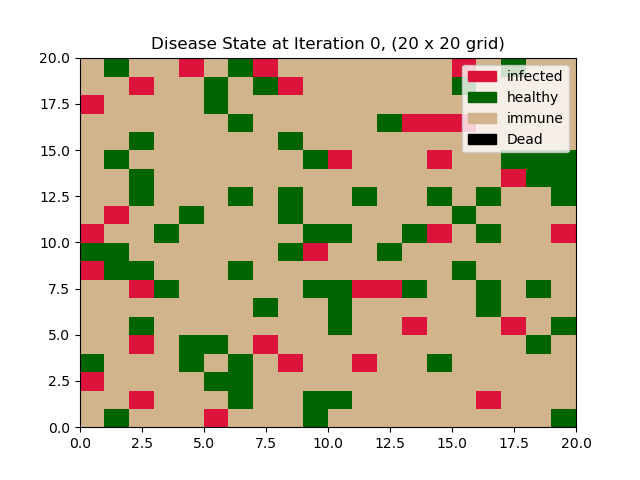 Disease State at Iteration 0, (20 x 20 grid)
20.0
17.5
15.0
12.5
10.0
7.5
5.0
2.5
0.0
infected
healthy
immune
Dead
0.0 2.5 5.0 7.5 10.0 12.5 15.0 17.5 20.0